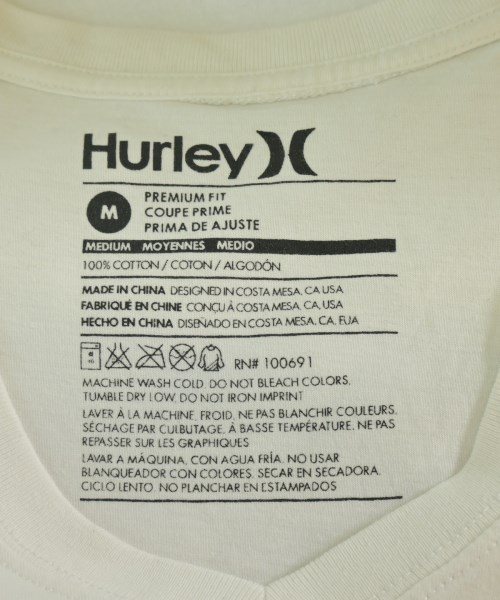 Hurley
M
PREMIUM FIT
COUPE PRIME
PRIMA DE AJUSTE
MEDIUM MOYENNES MEDIO
100% COTTON / COTON / ALGODÓN
MADE IN CHINA DESIGNED IN COSTA MESA, CA USA
FABRIQUÉ EN CHINE CONÇU À COSTA MESA, CA, USA
HECHO EN CHINA DISEÑADO EN COSTA MESA, CA, EUA
RN# 100691
MACHINE WASH COLD. DO NOT BLEACH COLORS.
TUMBLE DRY LOW. DO NOT IRON IMPRINT
LAVER À LA MACHINE, FROID. NE PAS BLANCHIR COULEURS.
SÉCHAGE PAR CULBUTAGE, À BASSE TEMPÉRATURE. NE PAS
REPASSER SUR LES GRAPHIQUES
LAVAR A MÁQUINA, CON AGUA FRÍA. NO USAR
BLANQUEADOR CON COLORES. SECAR EN SECADORA,
CICLO LENTO. NO PLANCHAR EN ESTAMPADOS